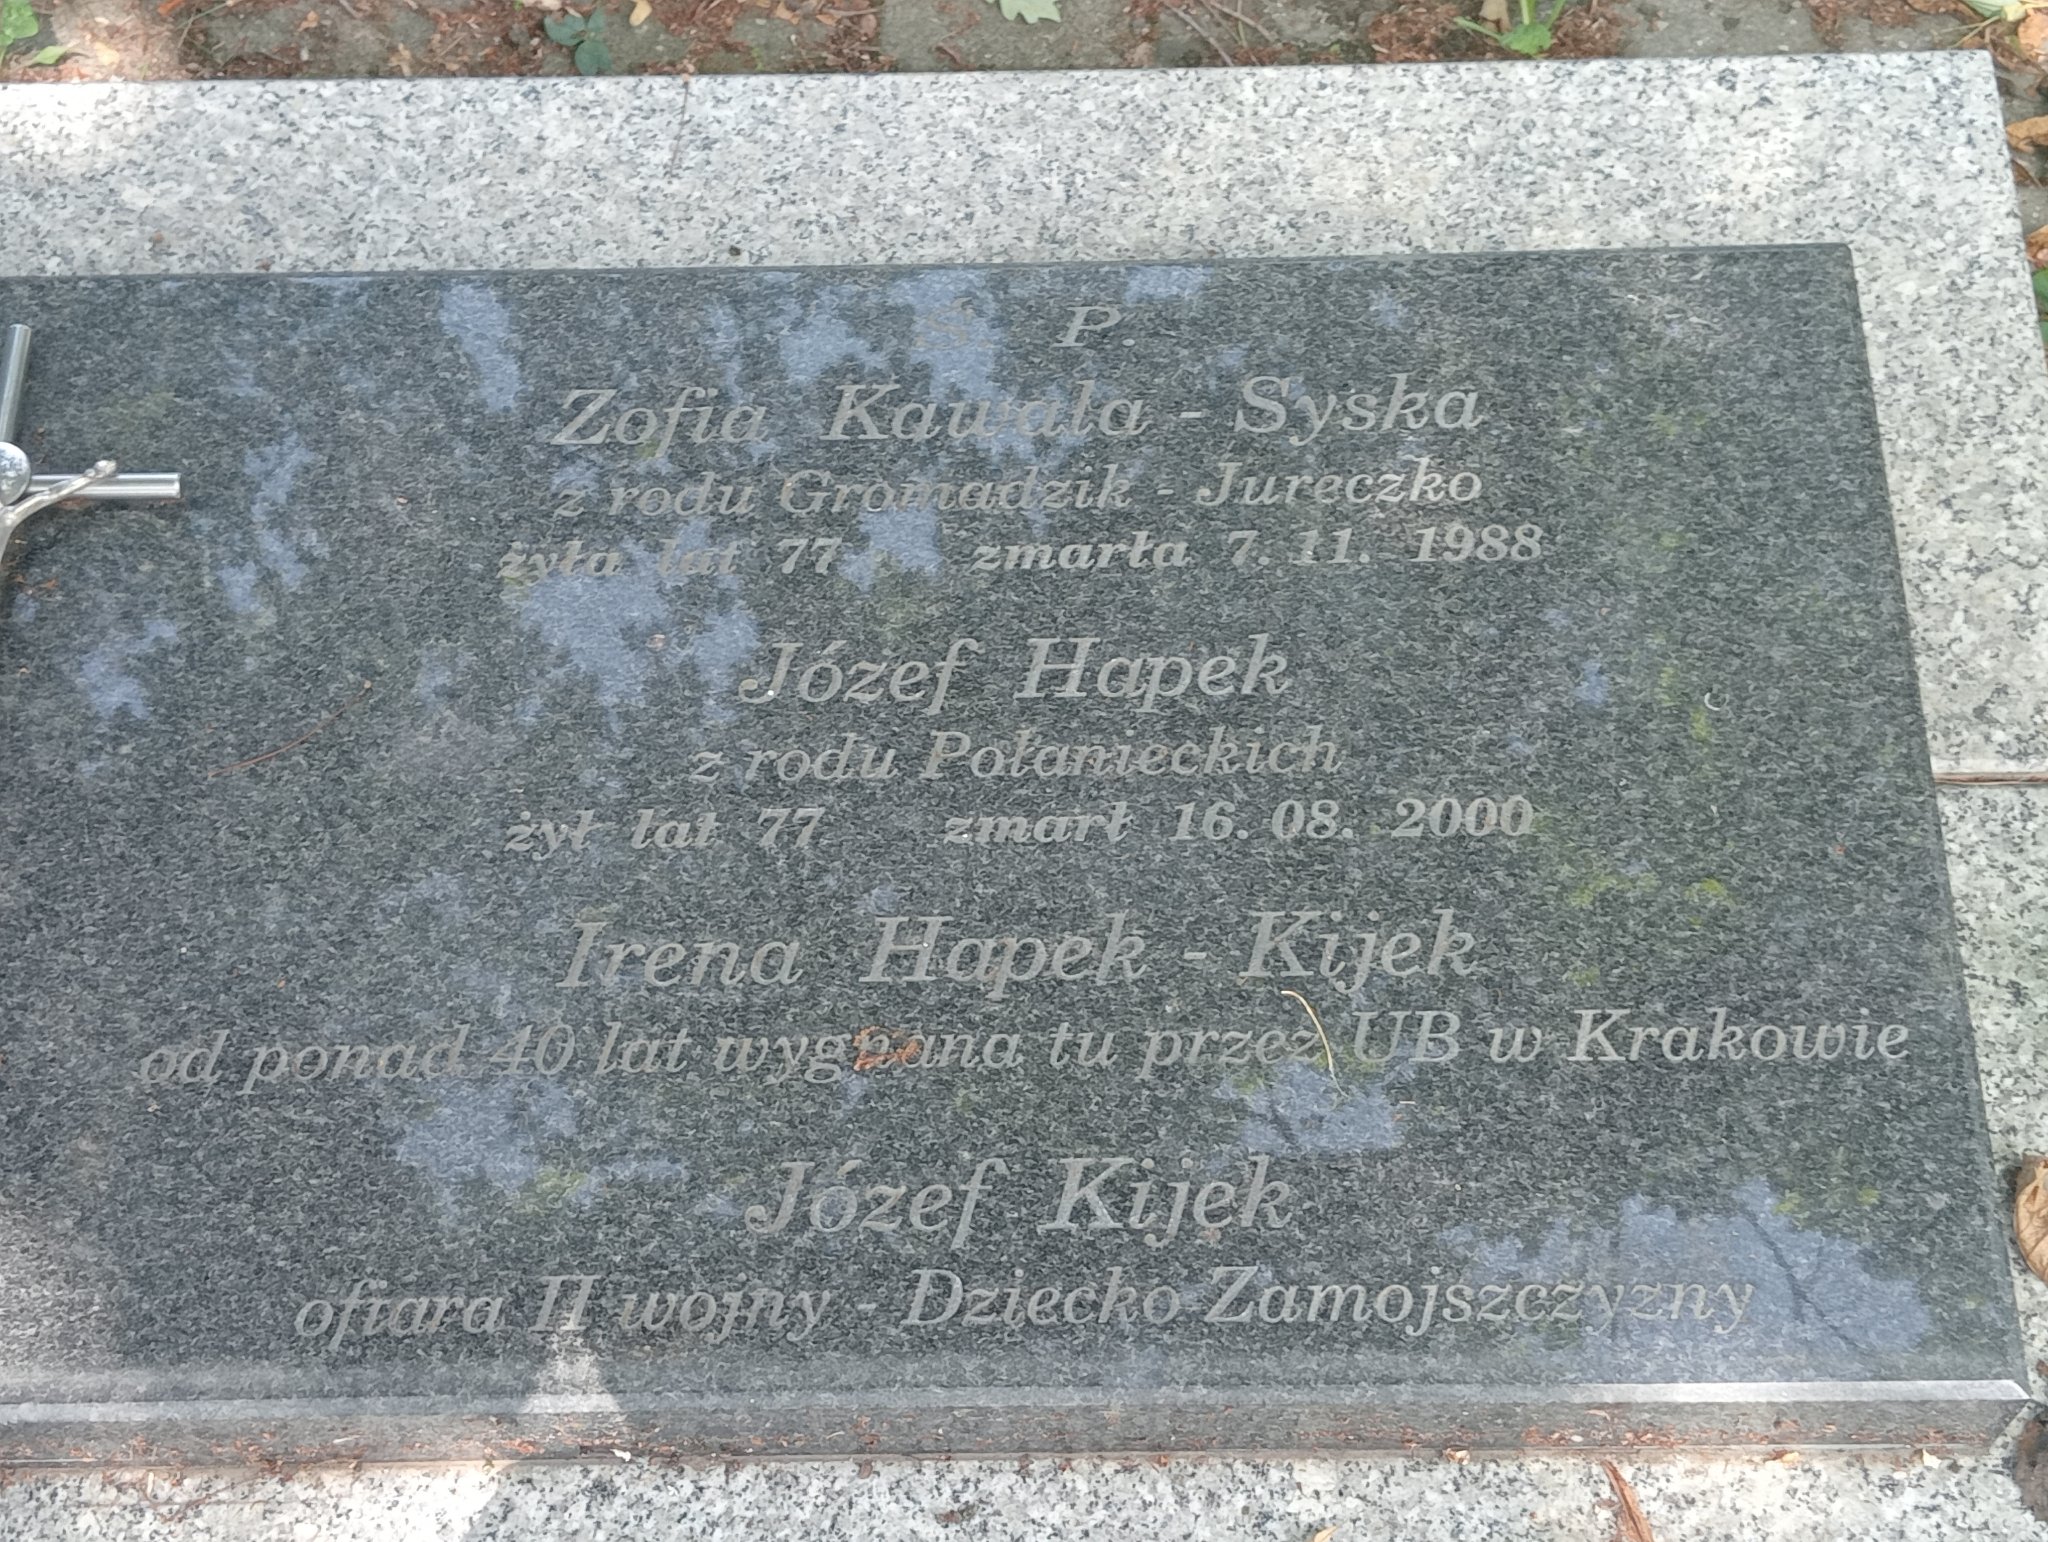 Ś. P.
Zofia Kawala - Syska
z rodu Gromadzik - Jureczko
żyła lat 77 zmarła 7. 11. 1988
Józef Hapek
z rodu Połanieckich
żył lat 77 zmarł 16. 08. 2000
Irena Hapek - Kijek
od ponad 40 lat wygnana tu przez UB w Krakowie
Józef Kijek
ofiara II wojny - Dziecko Zamojszczyzny